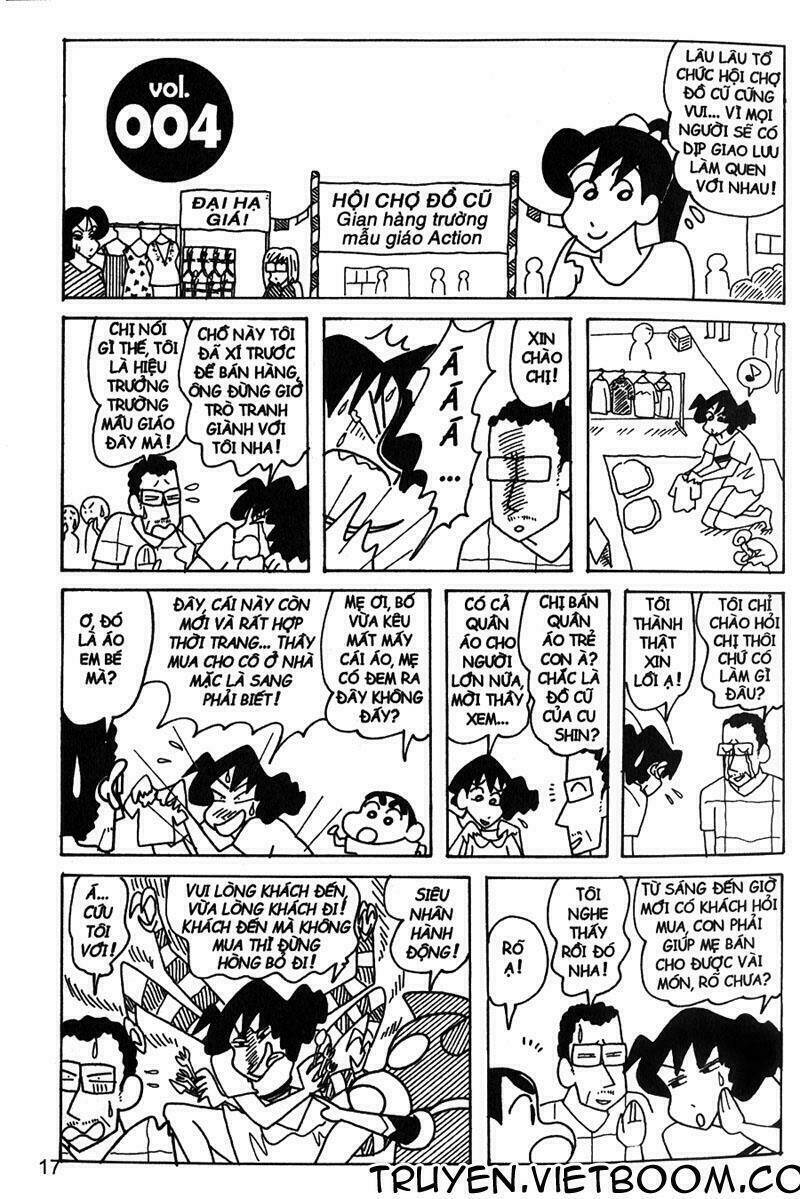 vol.
004
LÂU LÂU TỔ
CHỨC HỘI CHỢ
ĐỒ CŨ CŨNG
VUI... VÌ MỌI
NGƯỜI SẼ CÓ
DỊP GIAO LƯU
LÀM QUEN
VỚI NHAU!
ĐẠI HẠ
GIÁ!
HỘI CHỢ ĐỒ CŨ
Gian hàng trường
mẫu giáo Action
XIN
CHÀO
CHỊ!
Á
Á
Á
...
CHỖ NÀY TÔI
ĐÃ XÍ TRƯỚC
ĐỂ BÁN HÀNG,
ÔNG ĐỪNG GIỞ
TRÒ TRANH
GIÀNH VỚI
TÔI NHA!
CHỊ NÓI
GÌ THẾ, TÔI
LÀ HIỆU
TRƯỞNG
TRƯỜNG
MẪU GIÁO
ĐÂY MÀ!
TÔI CHỈ
CHÀO HỎI
CHỊ THÔI
CHỨ CÓ
LÀM GÌ
ĐÂU?
TÔI
THÀNH
THẬT XIN
LỖI Ạ!
CHỊ BÁN
QUẦN
ÁO TRẺ
CON À?
CHẮC LÀ
ĐỒ CŨ
CỦA CU
SHIN?
CÓ CẢ
QUẦN
ÁO CHO
NGƯỜI
LỚN NỮA,
MỜI THẦY
XEM...
MẸ ƠI, BỐ
VỪA KÊU
MẤT MẤY
CÁI ÁO, MẸ
CÓ ĐEM RA
ĐÂY KHÔNG
ĐẤY?
ĐÂY, CÁI NÀY CÒN
MỚI VÀ RẤT HỢP
THỜI TRANG... THẦY
MUA CHO CÔ Ở NHÀ
MẶC LÀ SANG
PHẢI BIẾT!
Ơ, ĐÓ
LÀ ÁO
EM BÉ
MÀ?
TỪ SÁNG ĐẾN GIỜ
MỚI CÓ KHÁCH HỎI
MUA, CON PHẢI
GIÚP MẸ BÁN
CHO ĐƯỢC VÀI
MÓN, RÕ CHƯA?
TÔI
NGHE
THẤY
RỒI ĐÓ
NHA!
RÕ
Ạ!
SIÊU
NHÂN
HÀNH
ĐỘNG!
VUI LÒNG KHÁCH ĐẾN,
VỪA LÒNG KHÁCH ĐI!
KHÁCH ĐẾN MÀ KHÔNG
MUA THÌ ĐỪNG
HÒNG BỎ ĐI!
Á...
CỨU
TÔI
VỚI!
17
TRUYEN.VIETBOOM.CO